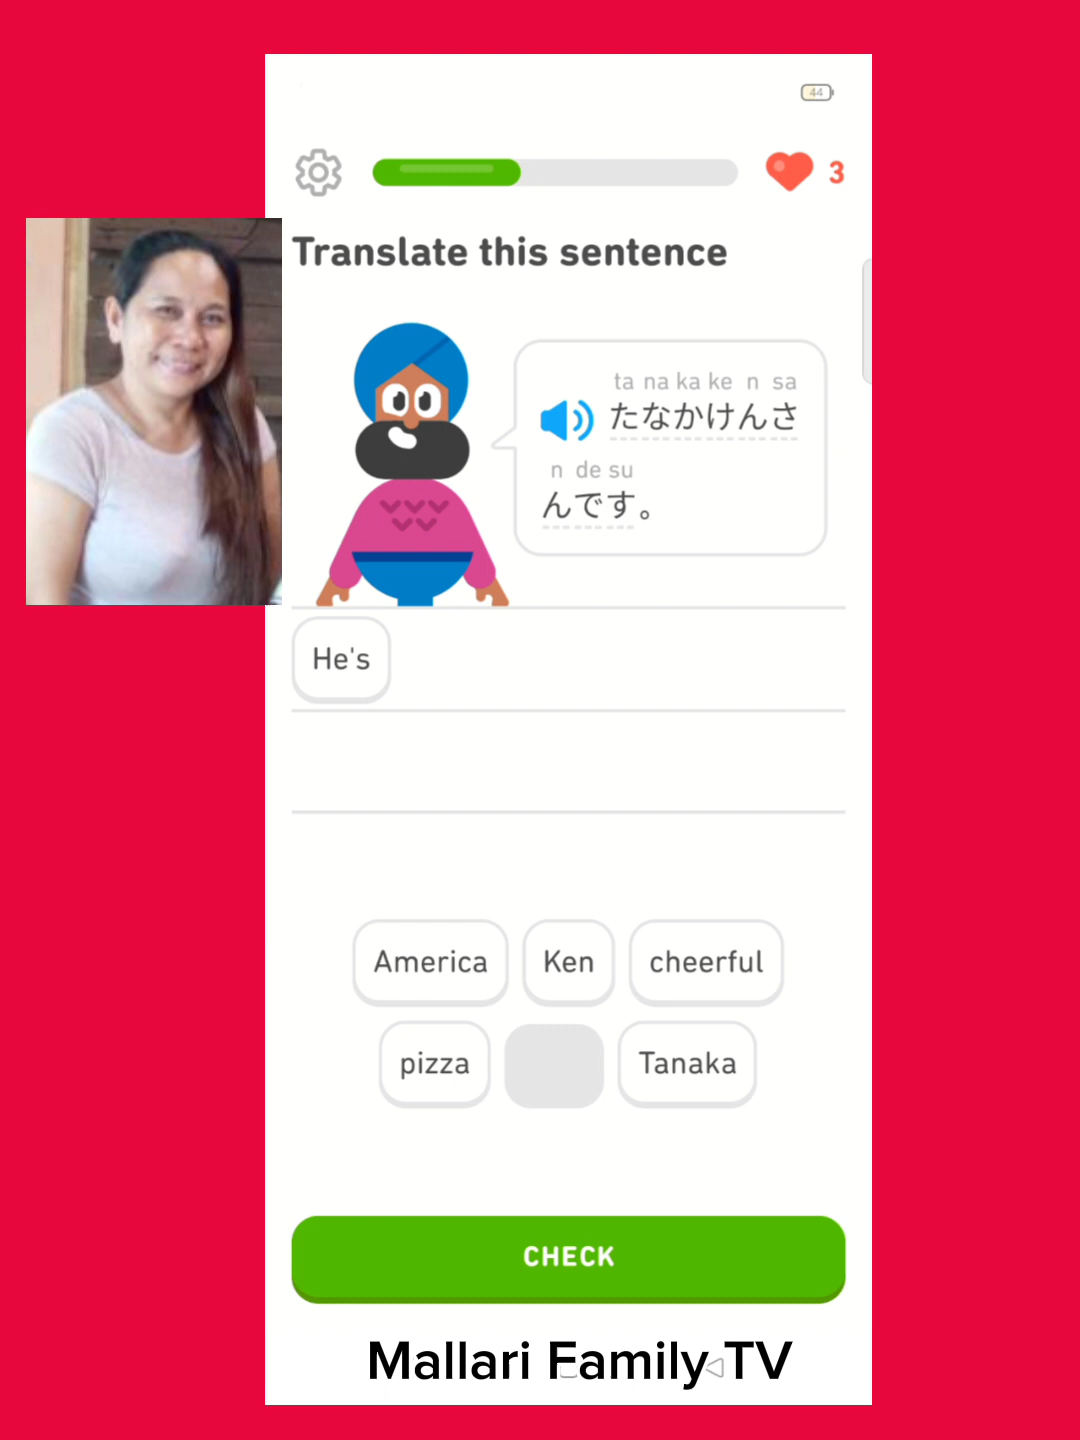 44
3
Translate this sentence
ta na ka ke n sa
たなかけんさ
n de su
んです。
He's
America Ken cheerful
pizza Tanaka
CHECK
Mallari Family TV